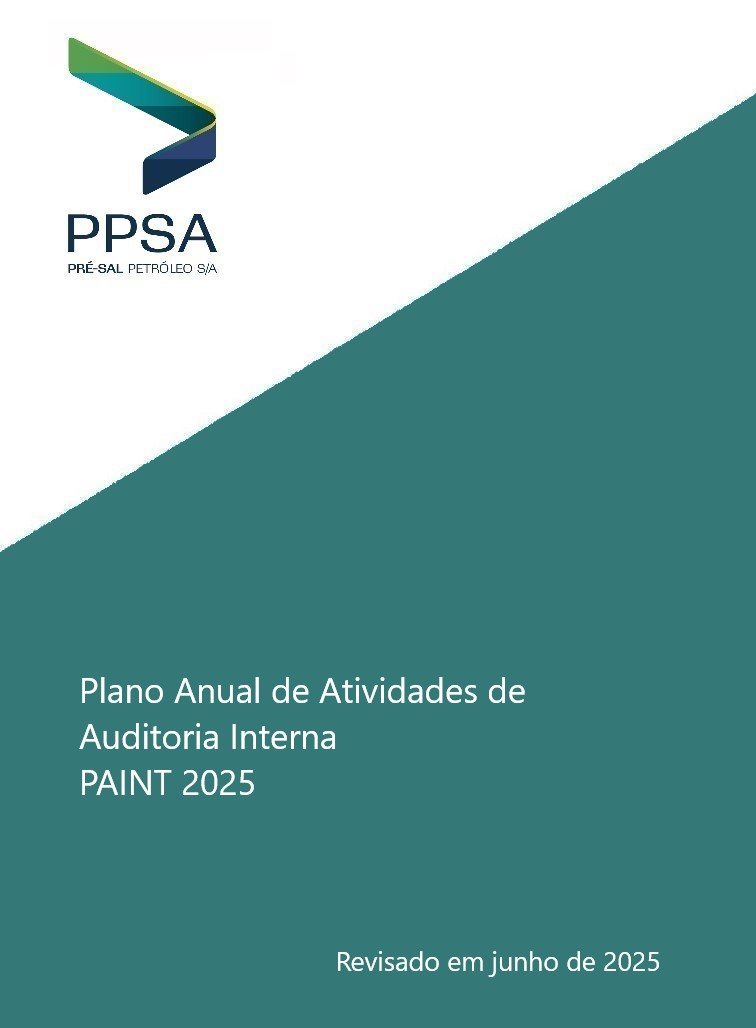 PPSA
PRÉ-SAL PETRÓLEO S/A
Plano Anual de Atividades de
Auditoria Interna
PAINT 2025
Revisado em junho de 2025